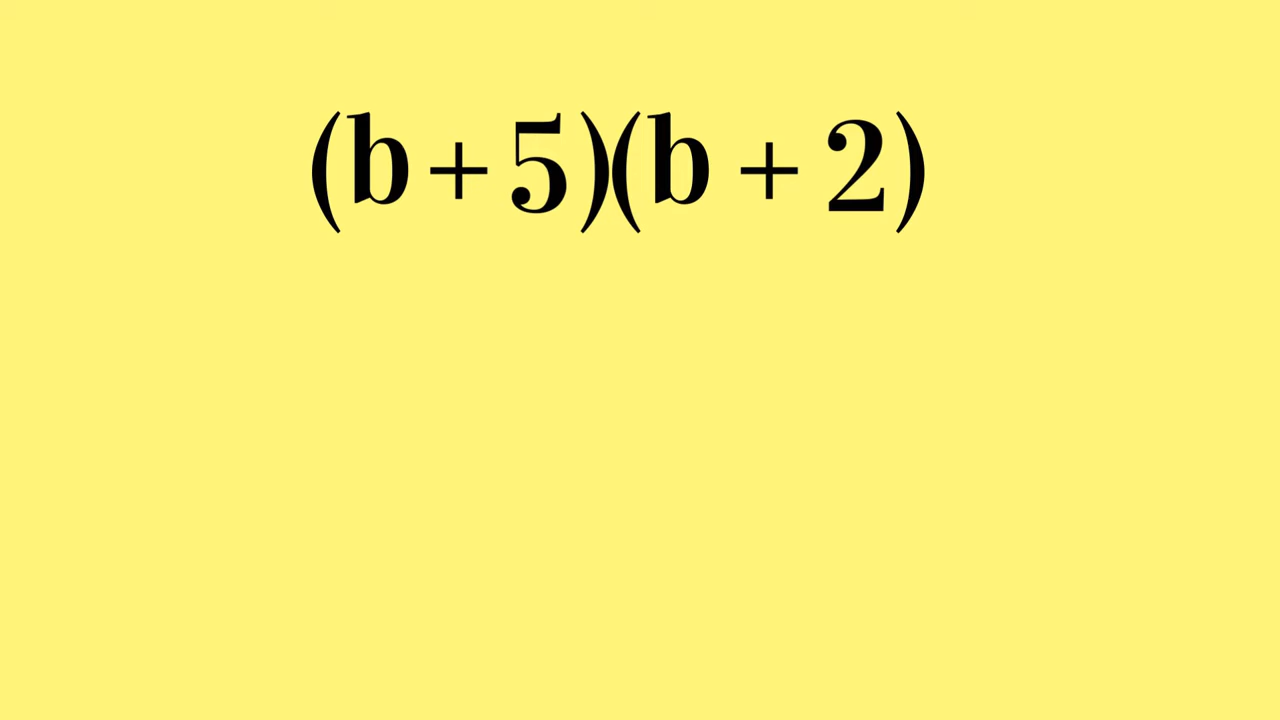 (b + 5)(b + 2)